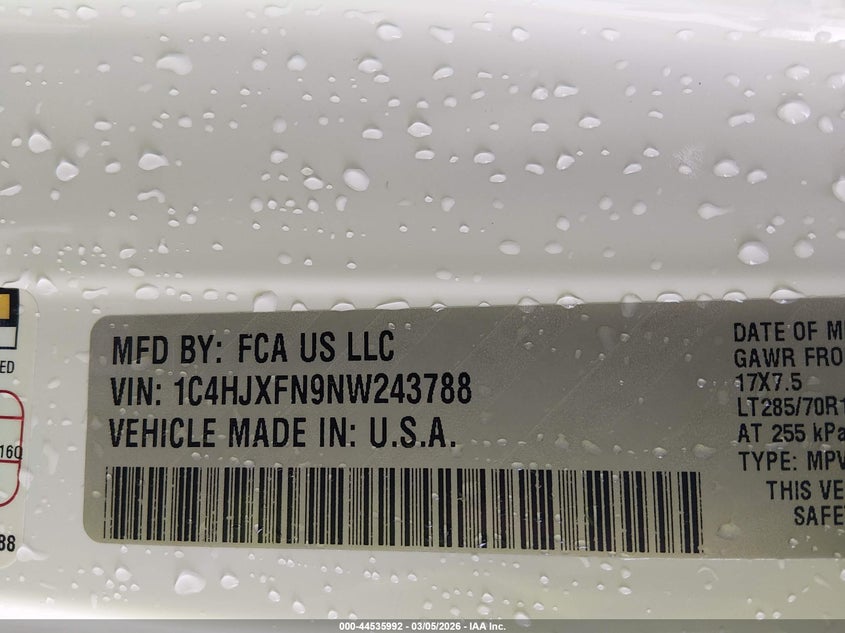 MFD BY: FCA US LLC
VIN: 1C4HJXFN9NW243788
VEHICLE MADE IN: U.S.A.
DATE OF M
GAWR FRO
17X7.5
LT285/70R1
AT 255 kPa
TYPE: MPV
THIS VE
SAFE
ED
160
88
000-44535992 - 03/05/2026 - IAA Inc.